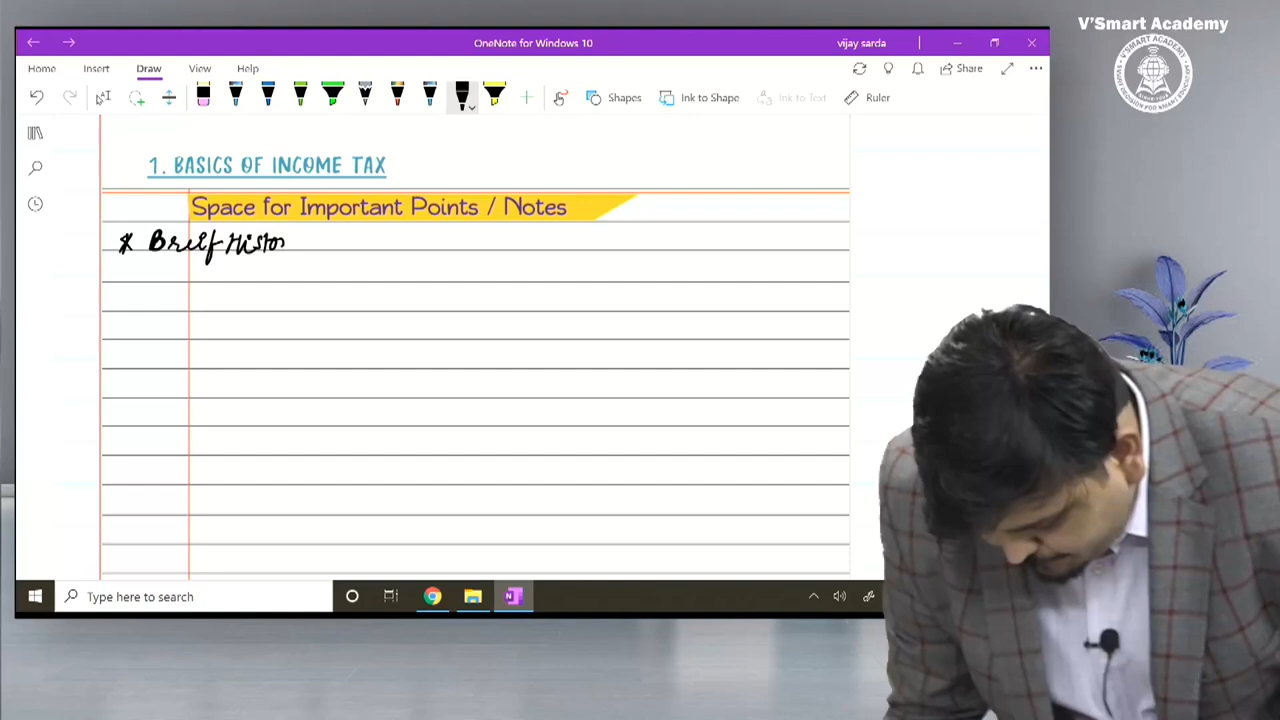 V'Smart Academy
OneNote for Windows 10
vijay sarda
Home Insert Draw View Help
Share
Shapes Ink to Shape Ink to Text Ruler
1. BASICS OF INCOME TAX
Space for Important Points / Notes
* Brief Histor
Type here to search